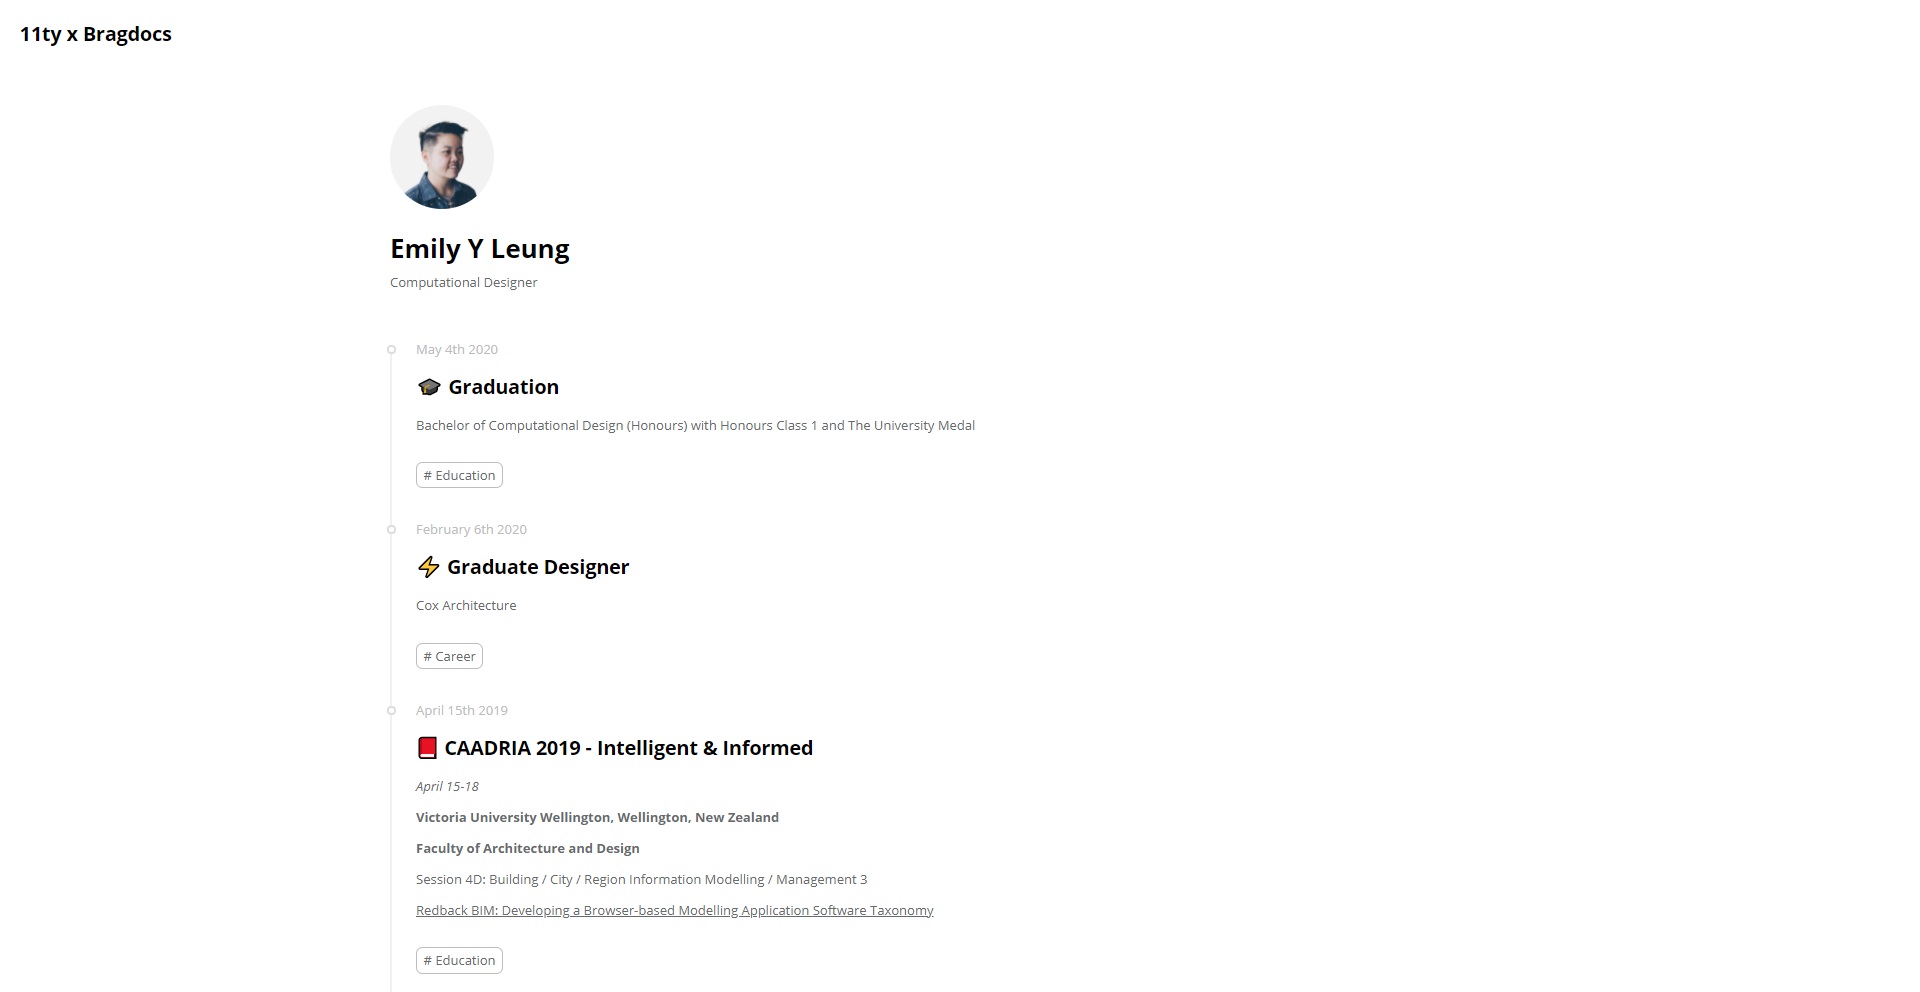 11ty x Bragdocs
Emily Y Leung
Computational Designer
May 4th 2020
🎓 Graduation
Bachelor of Computational Design (Honours) with Honours Class 1 and The University Medal
# Education
February 6th 2020
⚡ Graduate Designer
Cox Architecture
# Career
April 15th 2019
📕 CAADRIA 2019 - Intelligent & Informed
April 15-18
Victoria University Wellington, Wellington, New Zealand
Faculty of Architecture and Design
Session 4D: Building / City / Region Information Modelling / Management 3
Redback BIM: Developing a Browser-based Modelling Application Software Taxonomy
# Education